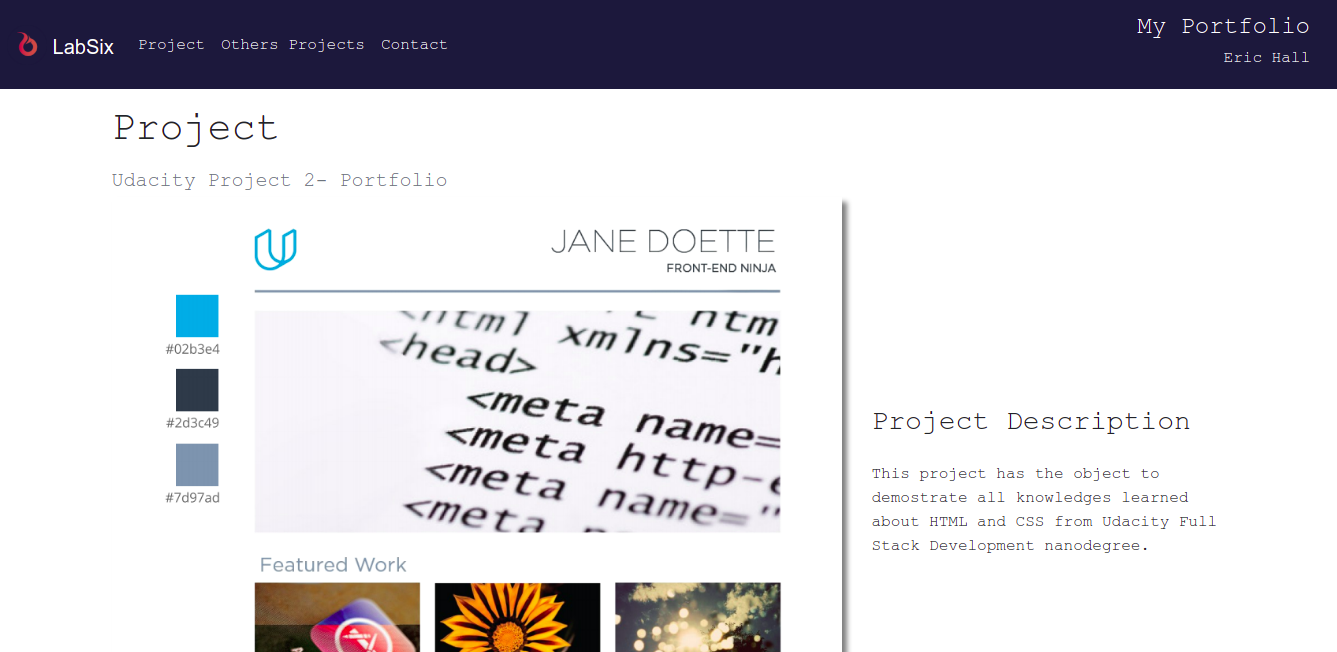 LabSix Project Others Projects Contact
My Portfolio
Eric Hall
Project
Udacity Project 2- Portfolio
JANE DOETTE
FRONT-END NINJA
#02b3e4
#2d3c49
#7d97ad
<html
xmlns="h
<head>
<meta name=
<meta http-e
<meta name="
<meta name="
Featured Work
Project Description
This project has the object to
demostrate all knowledges learned
about HTML and CSS from Udacity Full
Stack Development nanodegree.